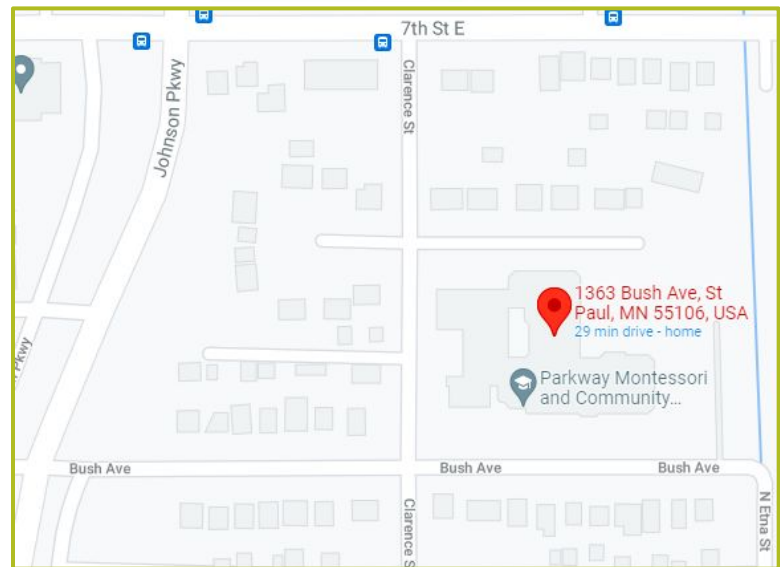 7th St E
Johnson Pkwy
Clarence St
1363 Bush Ave, St
Paul, MN 55106, USA
29 min drive - home
Pkwy
Parkway Montessori
and Community...
Bush Ave
Bush Ave
Bush Ave
Clarence S
N Etna St